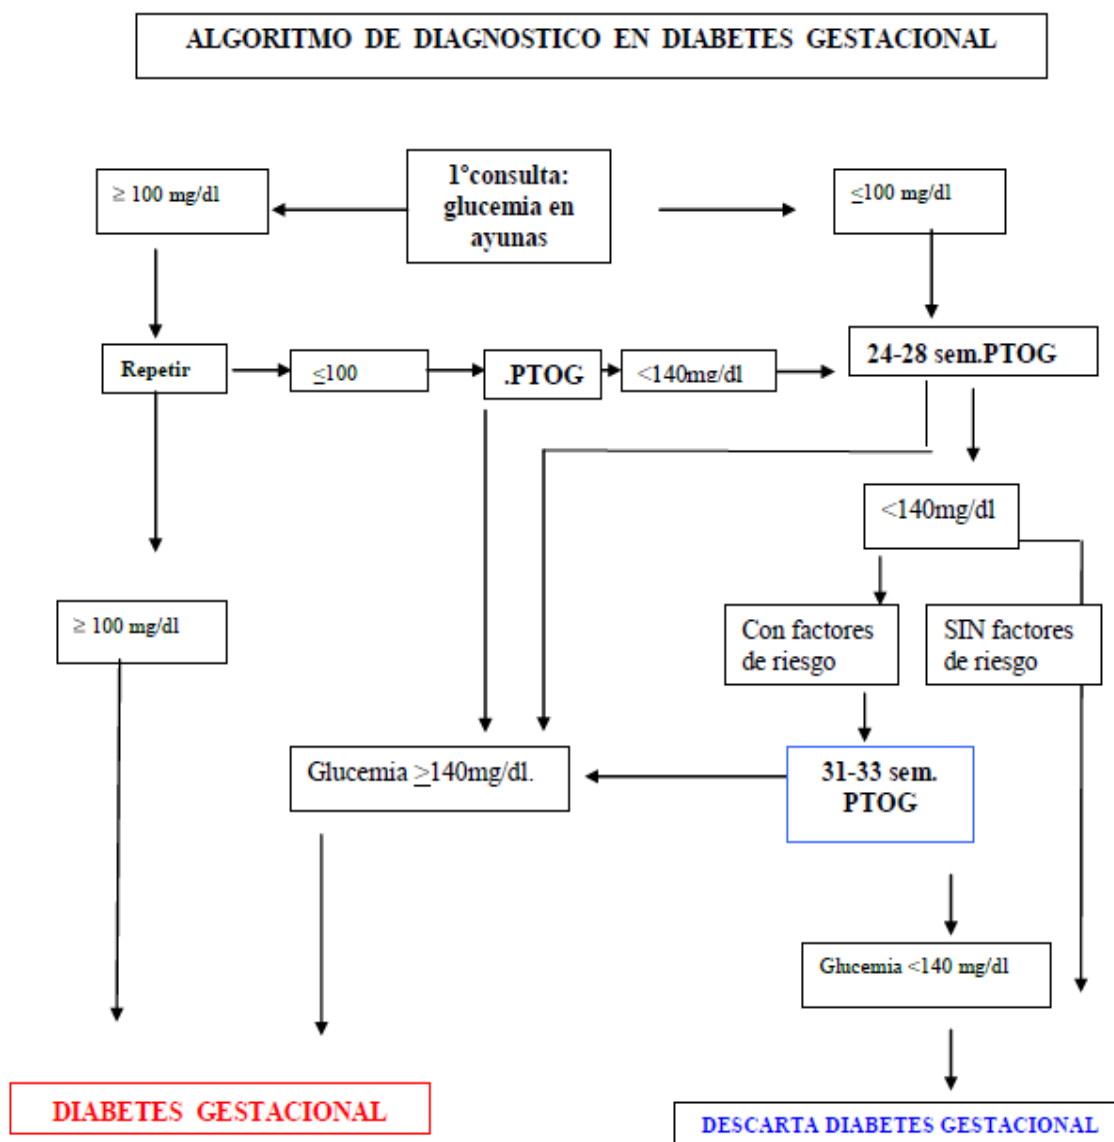 ALGORITMO DE DIAGNOSTICO EN DIABETES GESTACIONAL
≥ 100 mg/dl
1°consulta:
glucemia en
ayunas
≤100 mg/dl
Repetir
≤100
.PTOG
<140mg/dl
24-28 sem.PTOG
<140mg/dl
≥ 100 mg/dl
Con factores
de riesgo
SIN factores
de riesgo
Glucemia ≥140mg/dl.
31-33 sem.
PTOG
Glucemia <140 mg/dl
DIABETES GESTACIONAL
DESCARTA DIABETES GESTACIONAL